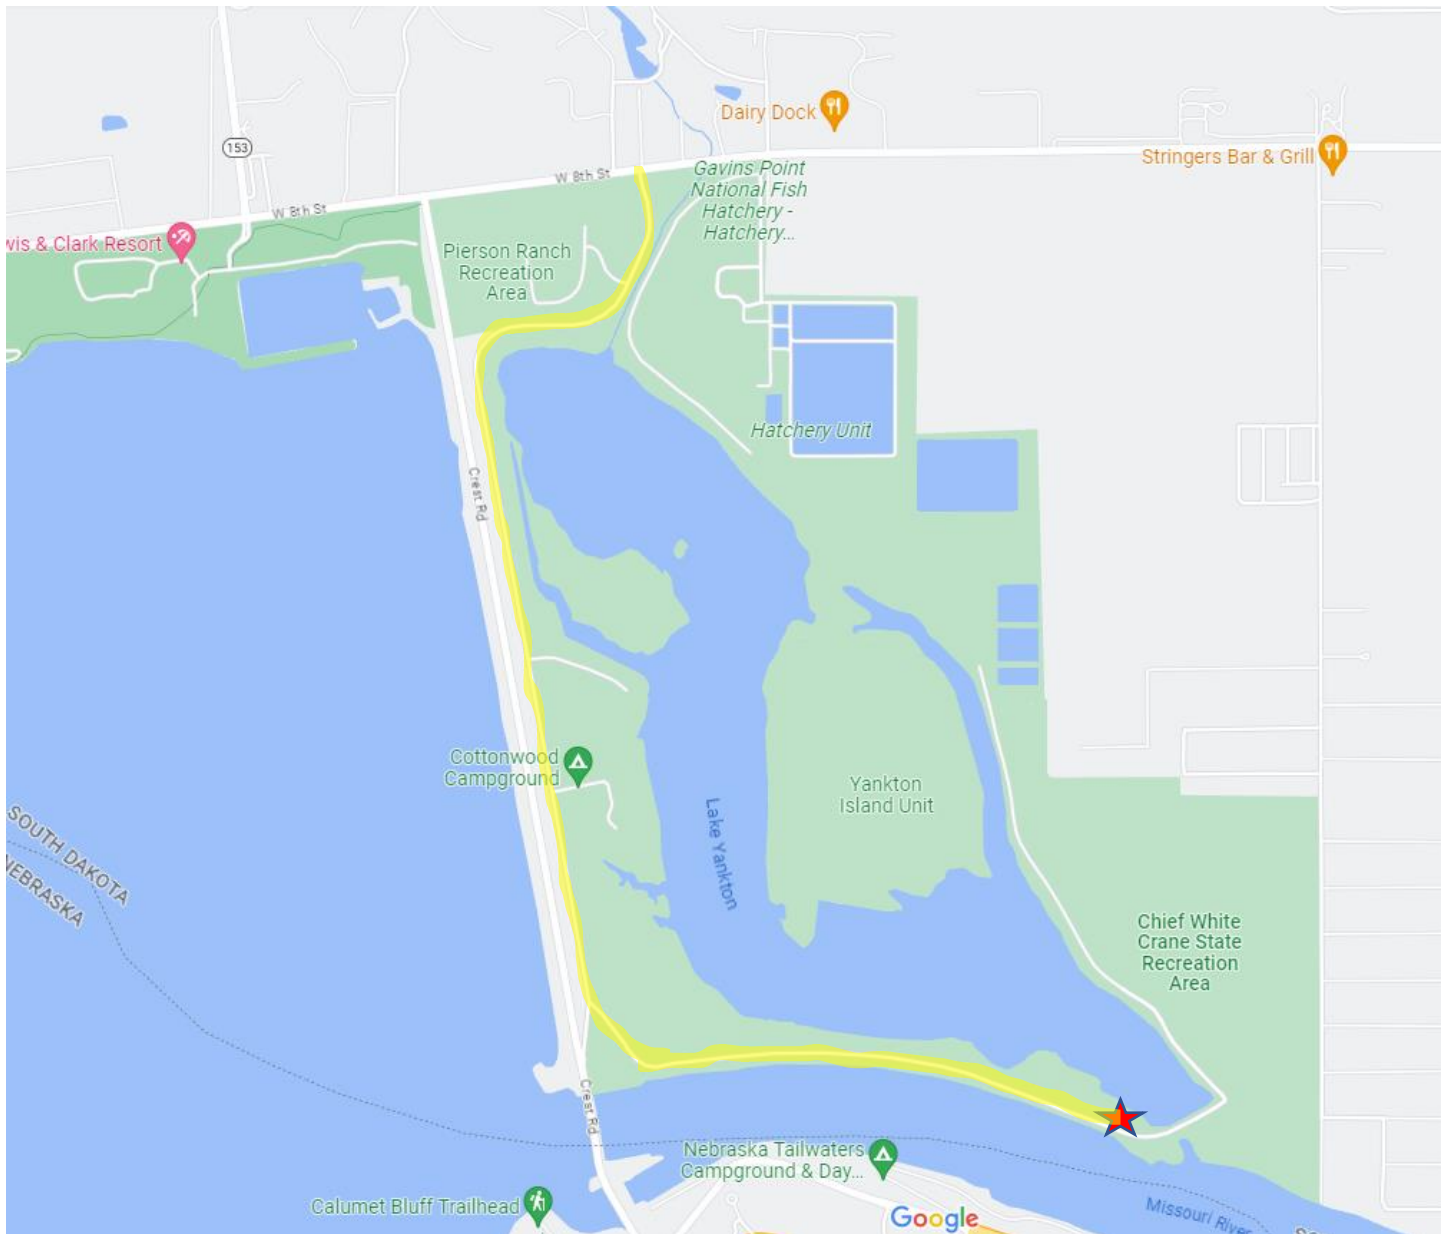 Dairy Dock
153
Stringers Bar & Grill
W 8th St
Gavins Point
National Fish
Hatchery -
Hatchery...
W 8th St
wis & Clark Resort
Pierson Ranch
Recreation
Area
Hatchery Unit
Crest Rd
Cottonwood
Campground
Yankton
Island Unit
Lake Yankton
SOUTH DAKOTA
NEBRASKA
Chief White
Crane State
Recreation
Area
Crest Rd
Nebraska Tailwaters
Campground & Day...
Calumet Bluff Trailhead
Missouri River
Google